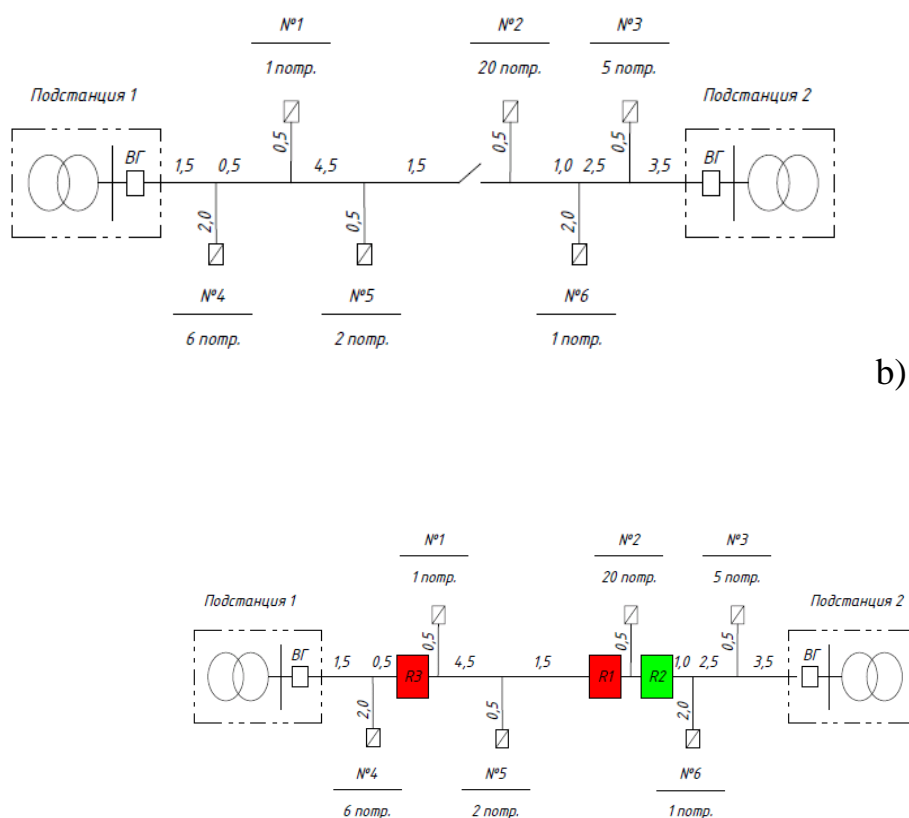 №1
№2
№3
1 потр.
20 потр.
5 потр.
Подстанция 1
Подстанция 2
ВГ
1,5
0,5
0,5
4,5
1,5
0,5
1,0
2,5
0,5
3,5
ВГ
2,0
0,5
2,0
№4
№5
№6
6 потр.
2 потр.
1 потр.
b)
№1
№2
№3
1 потр.
20 потр.
5 потр.
Подстанция 1
Подстанция 2
ВГ
1,5
0,5
R3
0,5
4,5
1,5
R1
0,5
R2
1,0
2,5
0,5
3,5
ВГ
2,0
0,5
2,0
№4
№5
№6
6 потр.
2 потр.
1 потр.